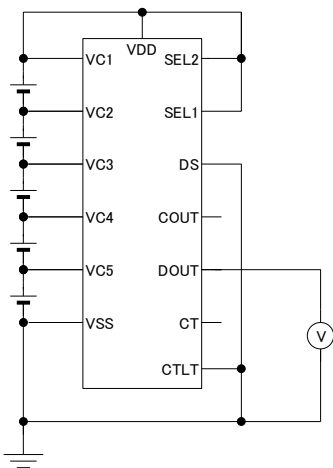 VDD
VC1 SEL2
VC2 SEL1
VC3 DS
VC4 COUT
VC5 DOUT
VSS CT
V
CTLT